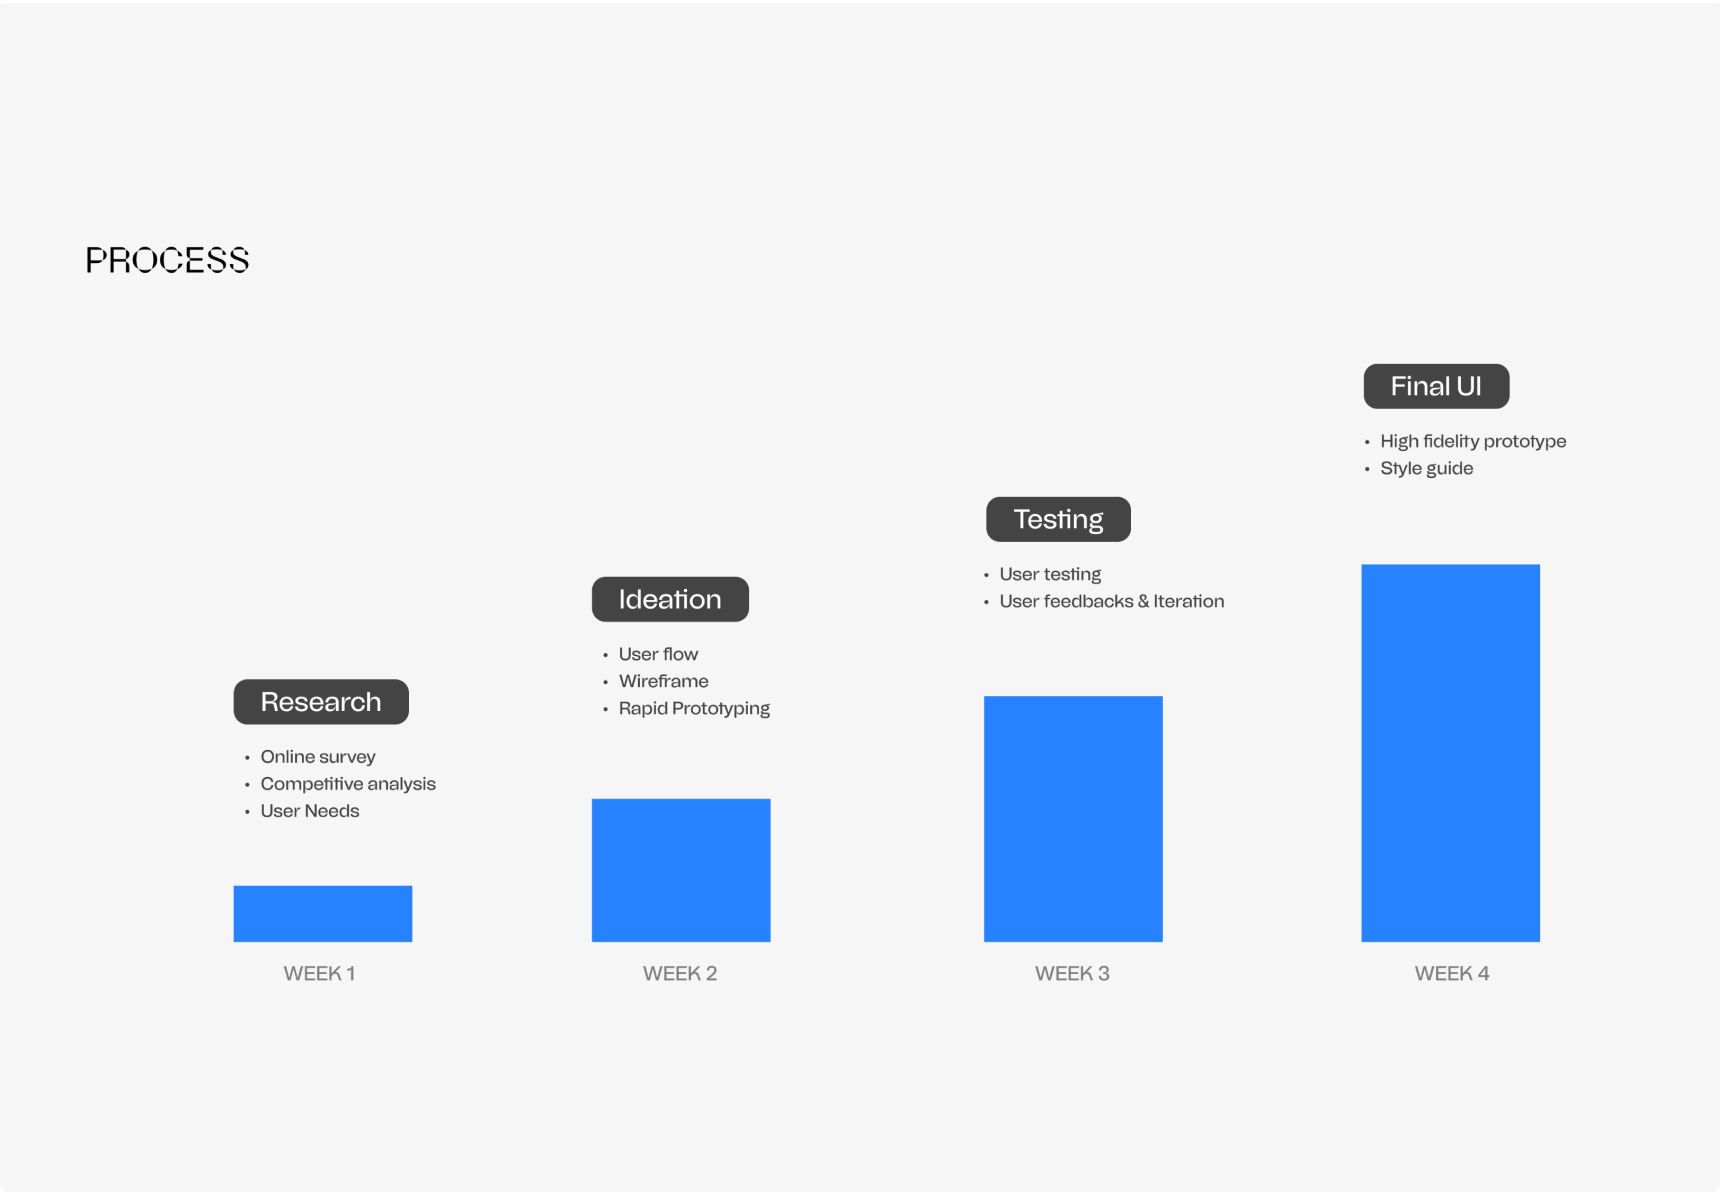 PROCESS
Final UI
• High fidelity prototype
• Style guide
Testing
• User testing
• User feedbacks & Iteration
Ideation
• User flow
• Wireframe
• Rapid Prototyping
Research
• Online survey
• Competitive analysis
• User Needs
WEEK 1
WEEK 2
WEEK 3
WEEK 4